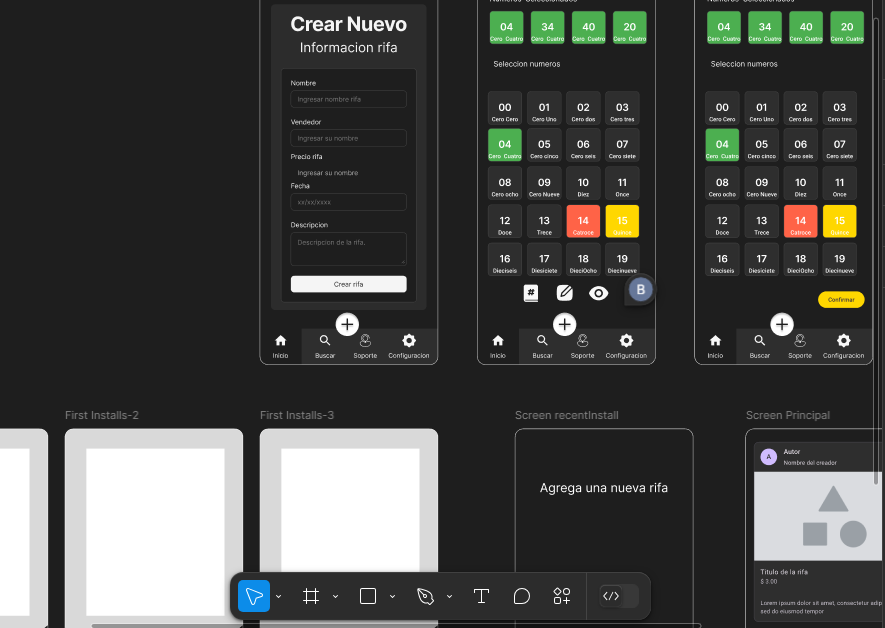 Crear Nuevo
Informacion rifa
Nombre
Ingresar nombre rifa
Vendedor
Ingresar su nombre
Precio rifa
Ingresar su nombre
Fecha
xx/xx/xxxx
Descripcion
Descripcion de la rifa.
Crear rifa
Inicio
Buscar
Soporte
Configuracion
Numeros Seleccionados
04
34
40
20
Cero Cuatro
Cero Cuatro
Cero Cuatro
Cero Cuatro
Seleccion numeros
00
01
02
03
Cero Cero
Cero Uno
Cero dos
Cero tres
04
05
06
07
Cero Cuatro
Cero cinco
Cero seis
Cero siete
08
09
10
11
Cero ocho
Cero Nueve
Diez
Once
12
13
14
15
Doce
Trece
Catroce
Quince
16
17
18
19
Dieciseis
Diesiciete
DieciOcho
Diecinueve
#
B
Inicio
Buscar
Soporte
Configuracion
Numeros Seleccionados
04
34
40
20
Cero Cuatro
Cero Cuatro
Cero Cuatro
Cero Cuatro
Seleccion numeros
00
01
02
03
Cero Cero
Cero Uno
Cero dos
Cero tres
04
05
06
07
Cero Cuatro
Cero cinco
Cero seis
Cero siete
08
09
10
11
Cero ocho
Cero Nueve
Diez
Once
12
13
14
15
Doce
Trece
Catroce
Quince
16
17
18
19
Dieciseis
Diesiciete
DieciOcho
Diecinueve
Confirmar
Inicio
Buscar
Soporte
Configuracion
First Installs-2
First Installs-3
Screen recentInstall
Agrega una nueva rifa
Screen Principal
A
Autor
Nombre del creador
Titulo de la rifa
$ 3.00
Lorem ipsum dolor sit amet, consectetur adip
sed do eiusmod tempor